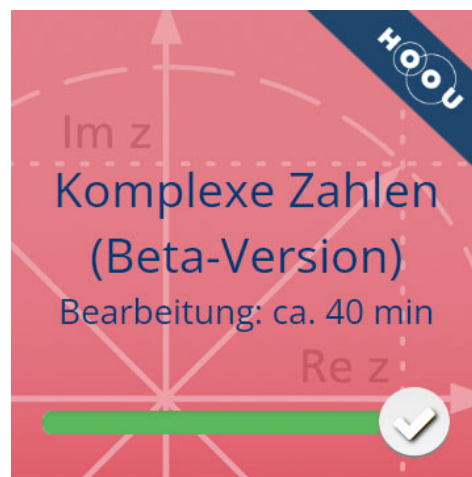 HOOU
Im z
Komplexe Zahlen
(Beta-Version)
Bearbeitung: ca. 40 min
Re z